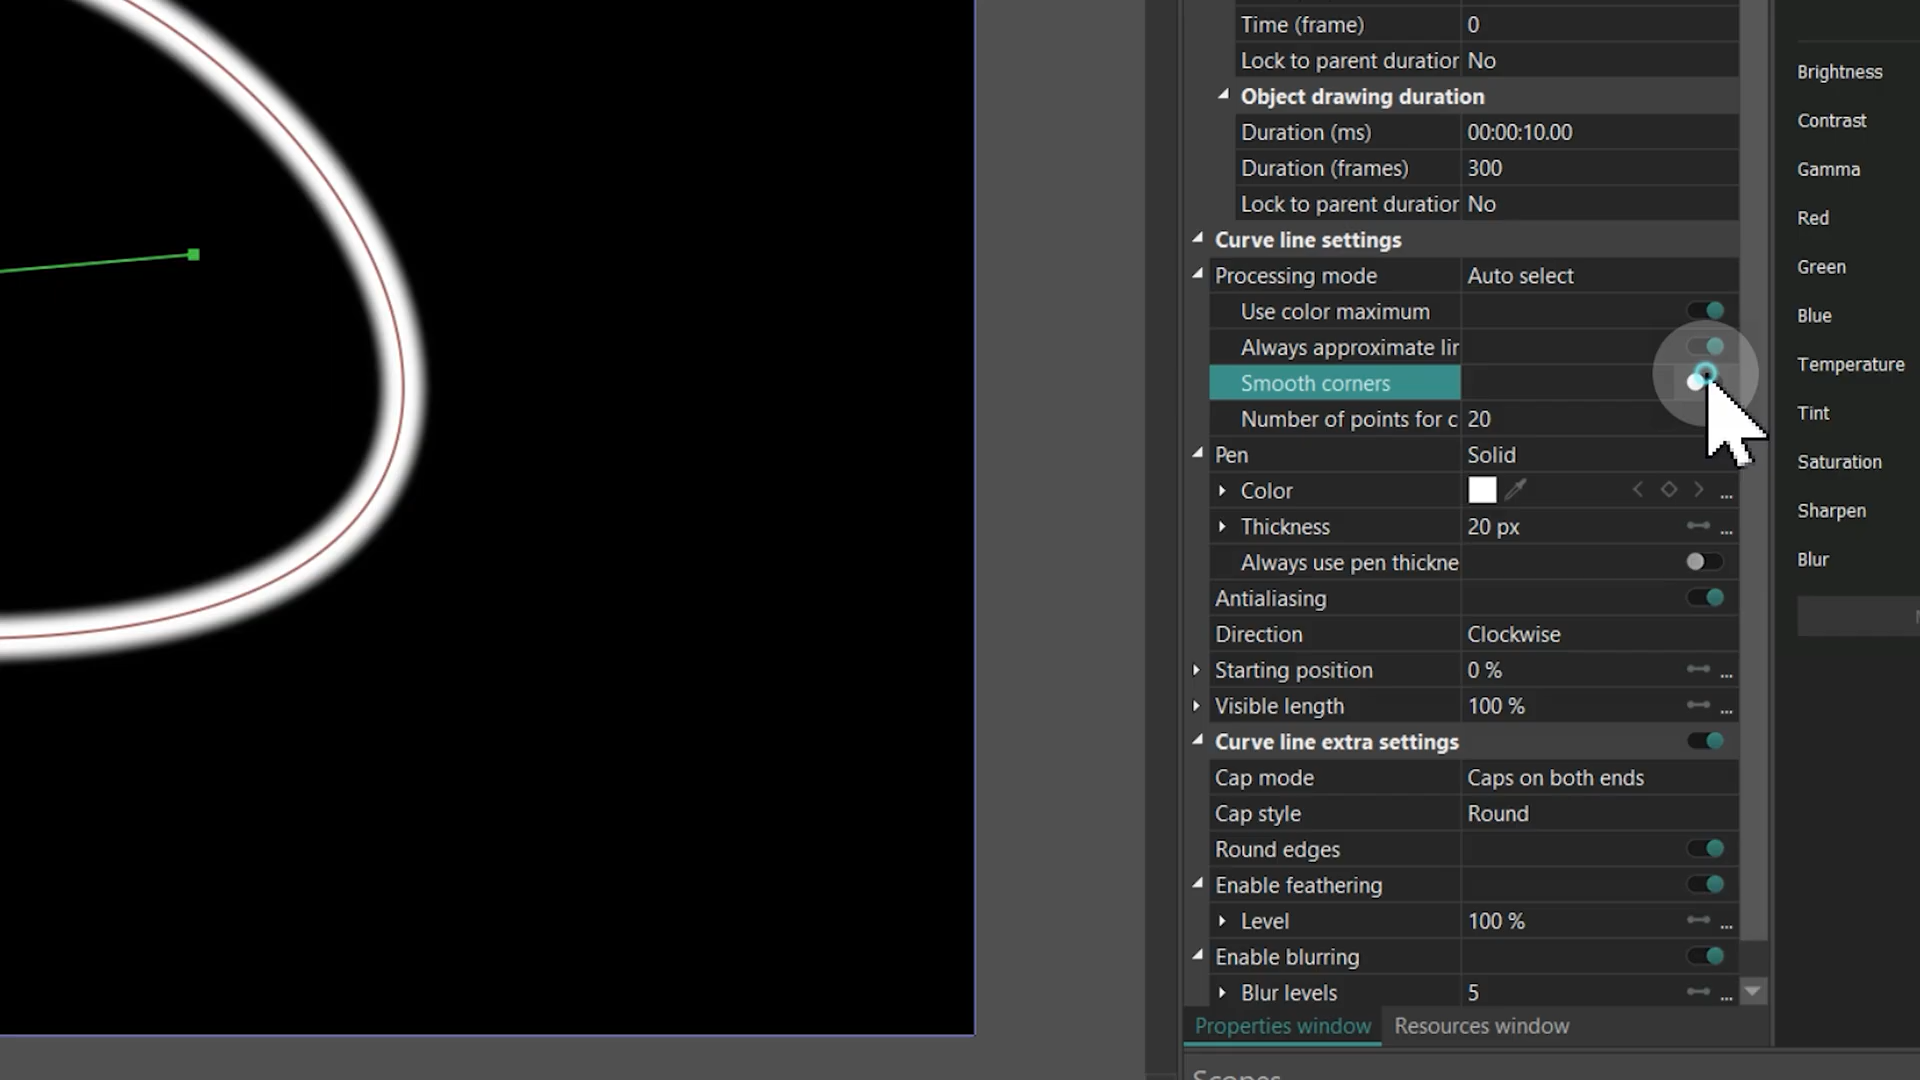 Time (frame) 0
Lock to parent duration No
Object drawing duration
Duration (ms) 00:00:10.00
Duration (frames) 300
Lock to parent duration No
Curve line settings
Processing mode Auto select
Use color maximum
Always approximate lir
Smooth corners
Number of points for c 20
Pen Solid
Color ...
Thickness 20 px ...
Always use pen thickne
Antialiasing
Direction Clockwise
Starting position 0 % ...
Visible length 100 % ...
Curve line extra settings
Cap mode Caps on both ends
Cap style Round
Round edges
Enable feathering
Level 100 % ...
Enable blurring
Blur levels 5 ...
Properties window Resources window
Scopes
Brightness
Contrast
Gamma
Red
Green
Blue
Temperature
Tint
Saturation
Sharpen
Blur